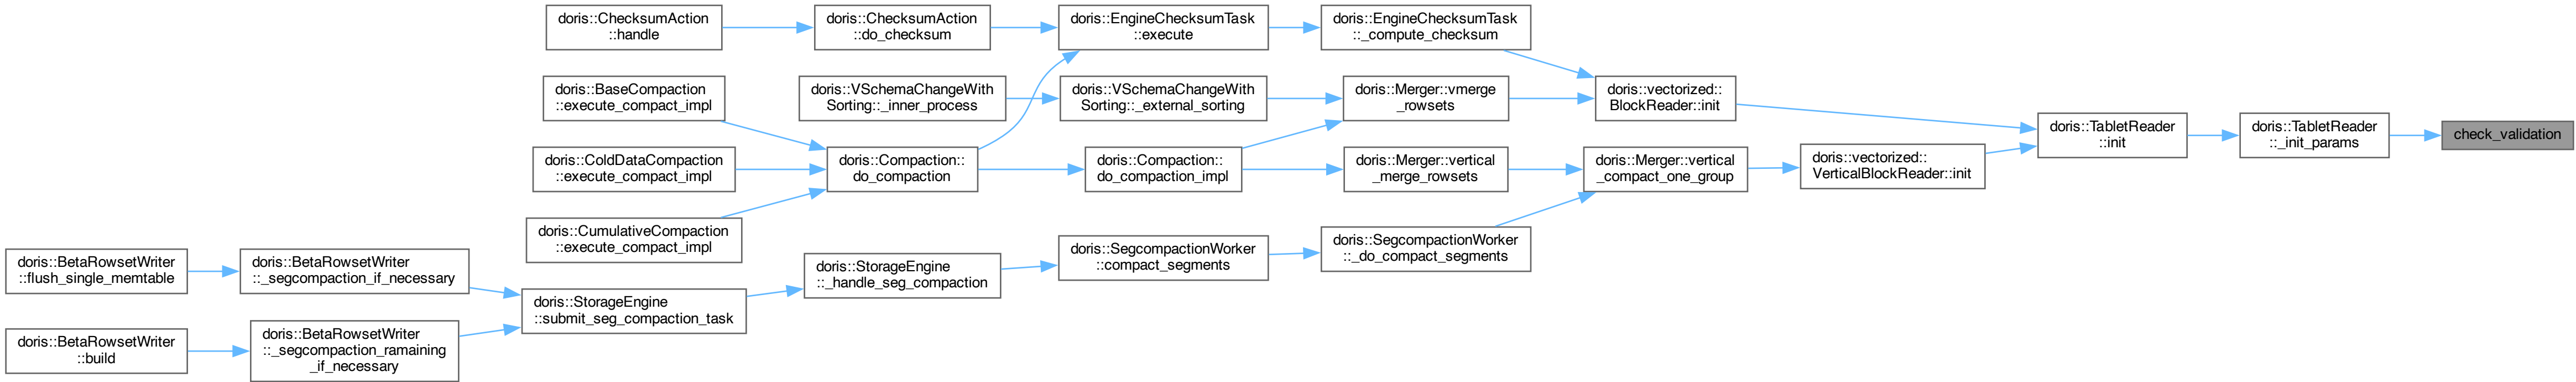 doris::ChecksumAction
::handle
doris::ChecksumAction
::do_checksum
doris::EngineChecksumTask
::execute
doris::EngineChecksumTask
::_compute_checksum
doris::BaseCompaction
::execute_compact_impl
doris::VSchemaChangeWith
Sorting::_inner_process
doris::VSchemaChangeWith
Sorting::_external_sorting
doris::Merger::vmerge
_rowsets
doris::vectorized::
BlockReader::init
doris::TabletReader
::init
doris::TabletReader
::_init_params
check_validation
doris::ColdDataCompaction
::execute_compact_impl
doris::Compaction::
do_compaction
doris::Compaction::
do_compaction_impl
doris::Merger::vertical
_merge_rowsets
doris::Merger::vertical
_compact_one_group
doris::vectorized::
VerticalBlockReader::init
doris::CumulativeCompaction
::execute_compact_impl
doris::BetaRowsetWriter
::flush_single_memtable
doris::BetaRowsetWriter
::_segcompaction_if_necessary
doris::StorageEngine
::submit_seg_compaction_task
doris::StorageEngine
::_handle_seg_compaction
doris::SegcompactionWorker
::compact_segments
doris::SegcompactionWorker
::_do_compact_segments
doris::BetaRowsetWriter
::build
doris::BetaRowsetWriter
::_segcompaction_ramaining
_if_necessary